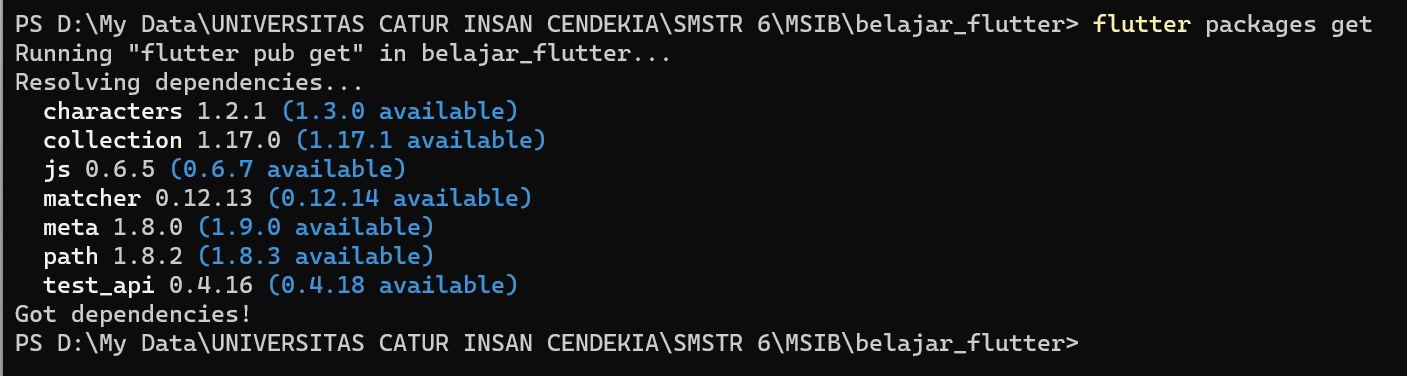 PS D:\My Data\UNIVERSITAS CATUR INSAN CENDEKIA\SMSTR 6\MSIB\belajar_flutter> flutter packages get
Running "flutter pub get" in belajar_flutter...
Resolving dependencies...
  characters 1.2.1 (1.3.0 available)
  collection 1.17.0 (1.17.1 available)
  js 0.6.5 (0.6.7 available)
  matcher 0.12.13 (0.12.14 available)
  meta 1.8.0 (1.9.0 available)
  path 1.8.2 (1.8.3 available)
  test_api 0.4.16 (0.4.18 available)
Got dependencies!
PS D:\My Data\UNIVERSITAS CATUR INSAN CENDEKIA\SMSTR 6\MSIB\belajar_flutter>